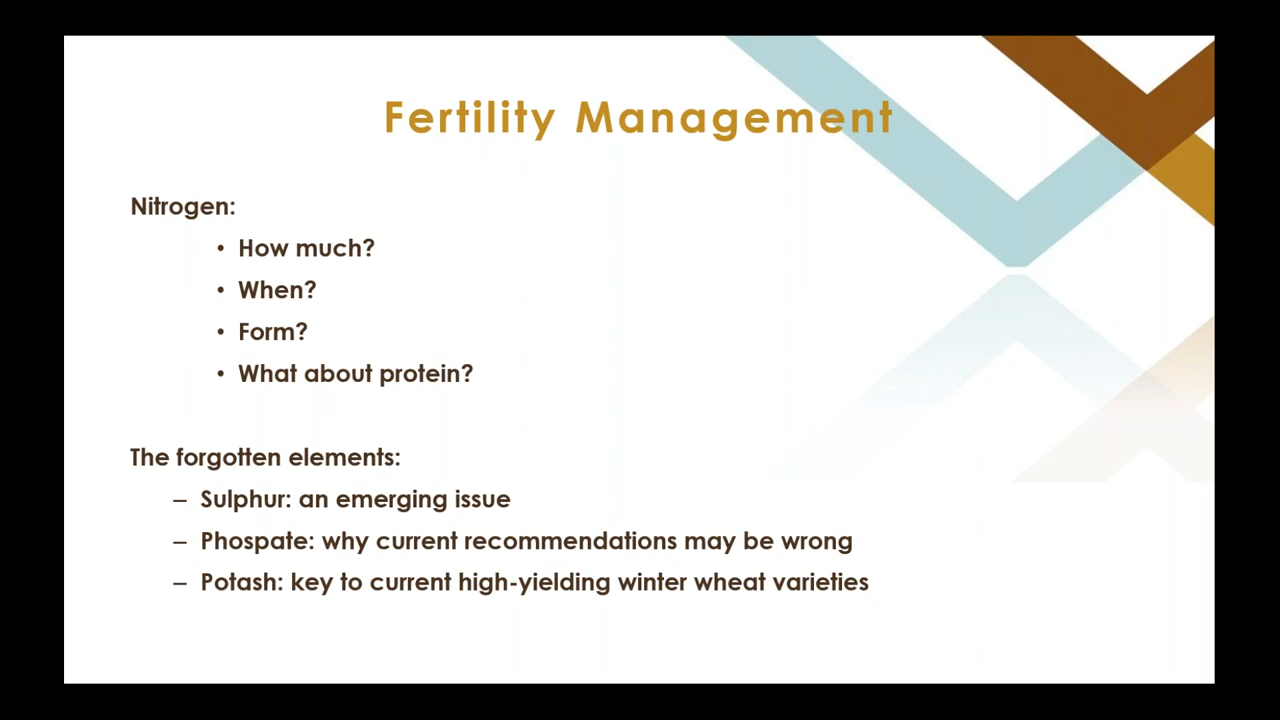 Fertility Management
Nitrogen:
• How much?
• When?
• Form?
• What about protein?
The forgotten elements:
– Sulphur: an emerging issue
– Phospate: why current recommendations may be wrong
– Potash: key to current high-yielding winter wheat varieties